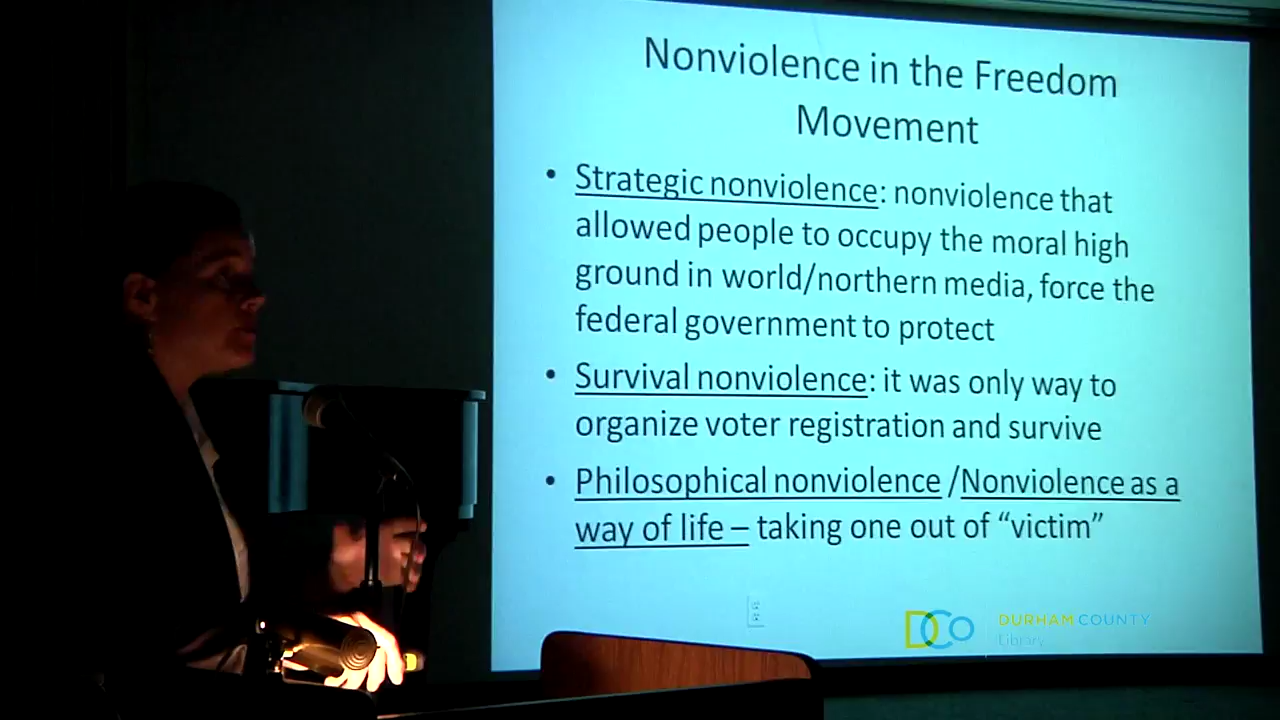 Nonviolence in the Freedom
Movement
• Strategic nonviolence: nonviolence that
allowed people to occupy the moral high
ground in world/northern media, force the
federal government to protect
• Survival nonviolence: it was only way to
organize voter registration and survive
• Philosophical nonviolence /Nonviolence as a
way of life – taking one out of “victim”
DCo DURHAM COUNTY
Library